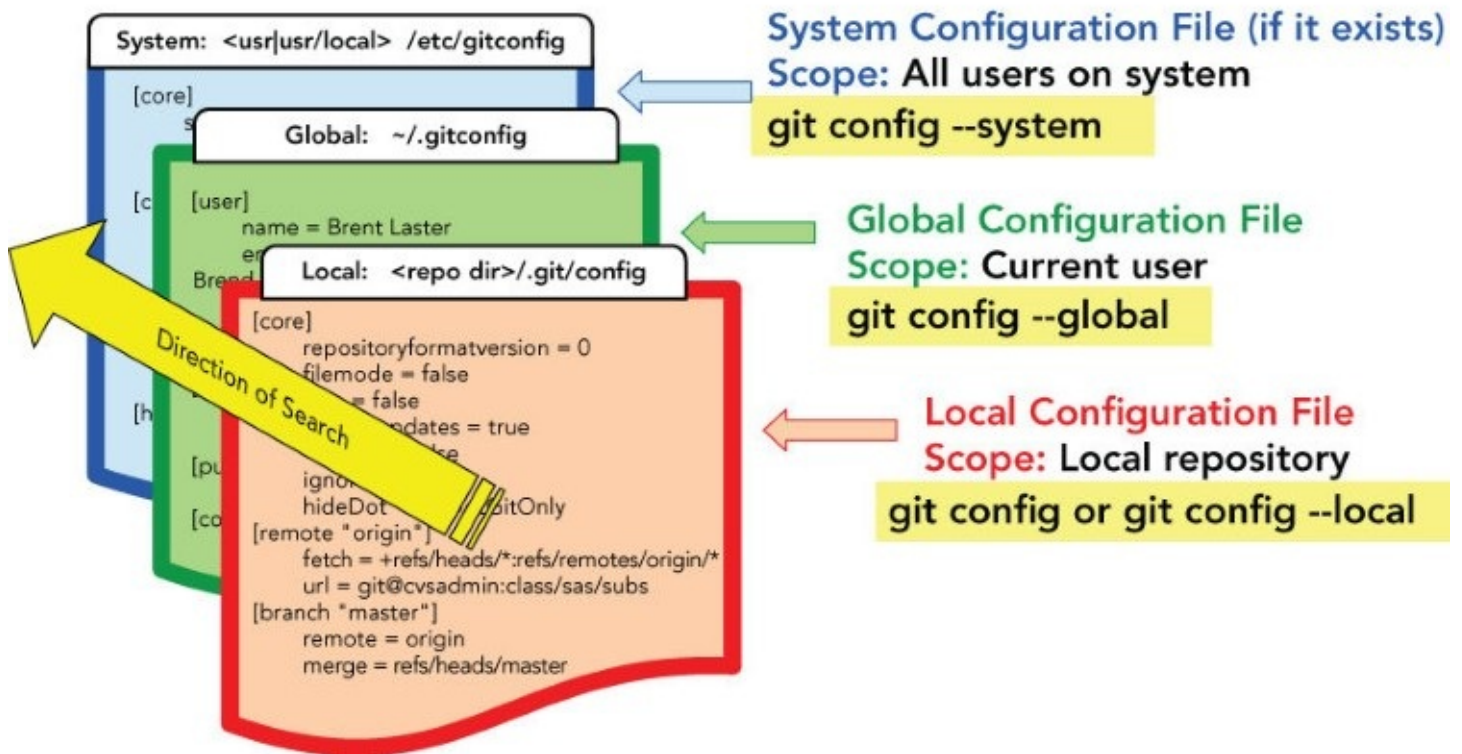 System: <usr|usr/local> /etc/gitconfig
[core]
Global: ~/.gitconfig
[user]
name = Brent Laster
Local: <repo dir>/.git/config
[core]
repositoryformatversion = 0
filemode = false
= false
= true
hideDot
[remote "origin"]
fetch = +refs/heads/*:refs/remotes/origin/*
url = git@cvsadmin:class/sas/subs
[branch "master"]
remote = origin
merge = refs/heads/master
Direction of Search
System Configuration File (if it exists)
Scope: All users on system
git config --system
Global Configuration File
Scope: Current user
git config --global
Local Configuration File
Scope: Local repository
git config or git config --local